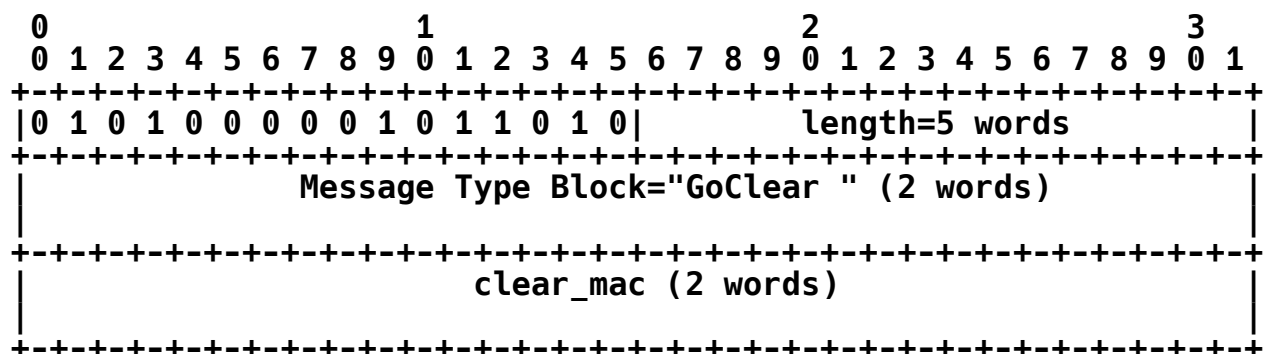 0                   1                   2                   3
 0 1 2 3 4 5 6 7 8 9 0 1 2 3 4 5 6 7 8 9 0 1 2 3 4 5 6 7 8 9 0 1
+-+-+-+-+-+-+-+-+-+-+-+-+-+-+-+-+-+-+-+-+-+-+-+-+-+-+-+-+-+-+-+-+
|0 1 0 1 0 0 0 0 0 1 0 1 1 0 1 0|        length=5 words         |
+-+-+-+-+-+-+-+-+-+-+-+-+-+-+-+-+-+-+-+-+-+-+-+-+-+-+-+-+-+-+-+-+
|              Message Type Block="GoClear " (2 words)          |
|                                                               |
+-+-+-+-+-+-+-+-+-+-+-+-+-+-+-+-+-+-+-+-+-+-+-+-+-+-+-+-+-+-+-+-+
|                       clear_mac (2 words)                     |
|                                                               |
+-+-+-+-+-+-+-+-+-+-+-+-+-+-+-+-+-+-+-+-+-+-+-+-+-+-+-+-+-+-+-+-+